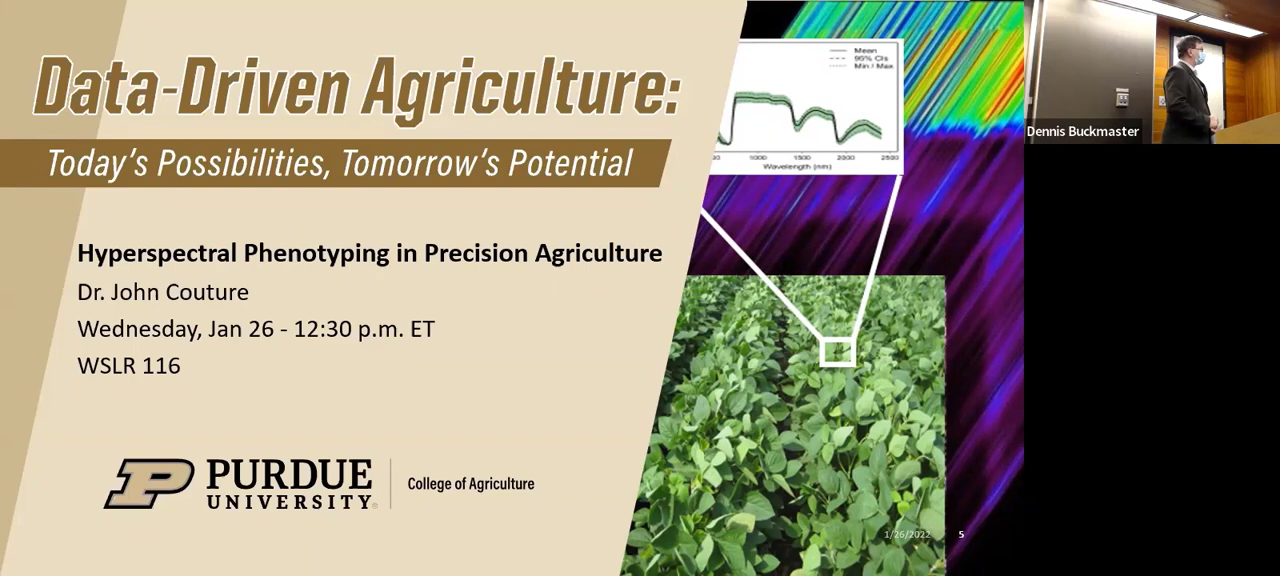 Data-Driven Agriculture:
Today's Possibilities, Tomorrow's Potential
Hyperspectral Phenotyping in Precision Agriculture
Dr. John Couture
Wednesday, Jan 26 - 12:30 p.m. ET
WSLR 116
PURDUE
UNIVERSITY®
College of Agriculture
Mean
95% CIs
Min / Max
1000 1500 2000 2500
Wavelength (nm)
1/26/2022 5
Dennis Buckmaster